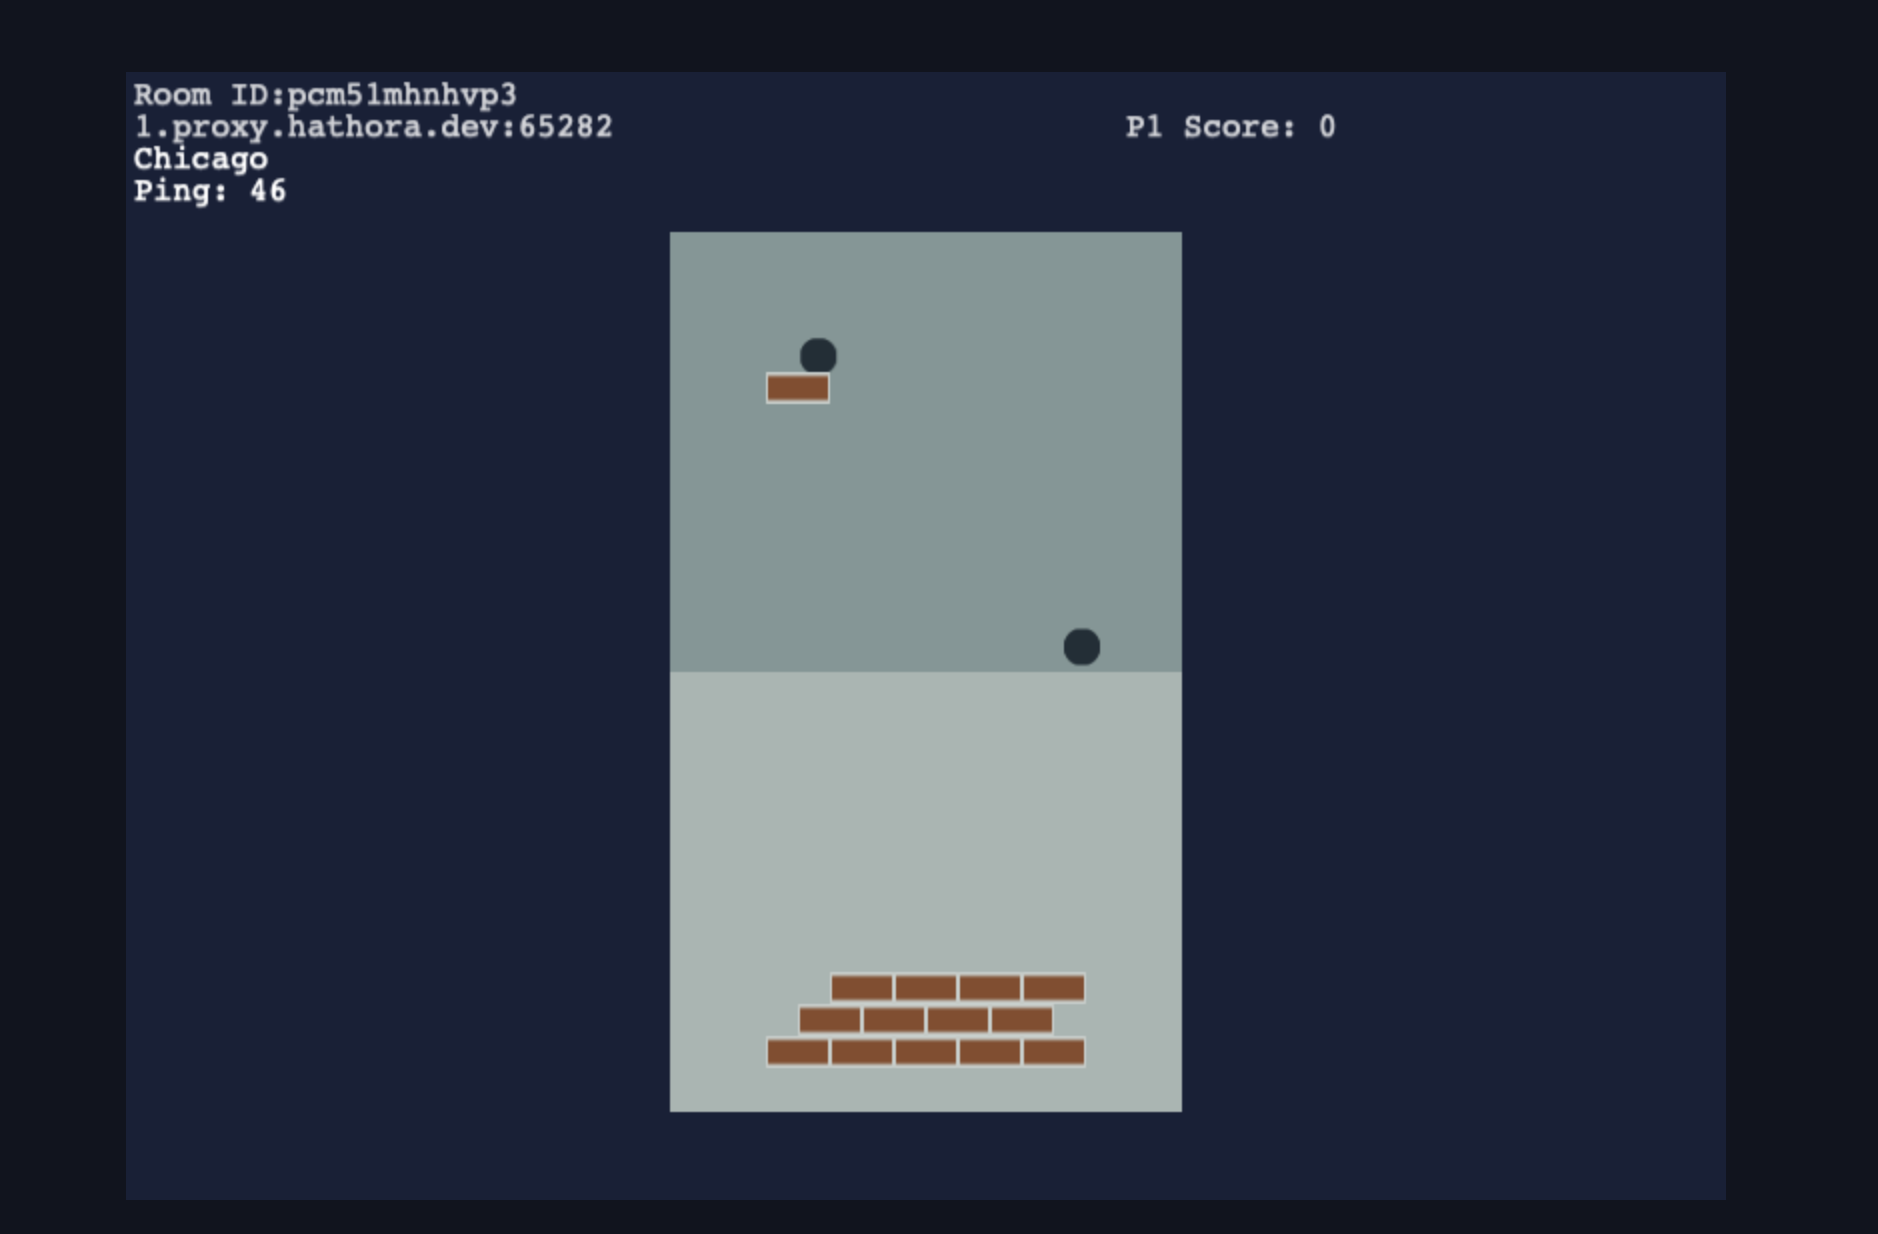 Room ID:pcm51mhnhvp3
1.proxy.hathora.dev:65282
P1 Score: 0
Chicago
Ping: 46